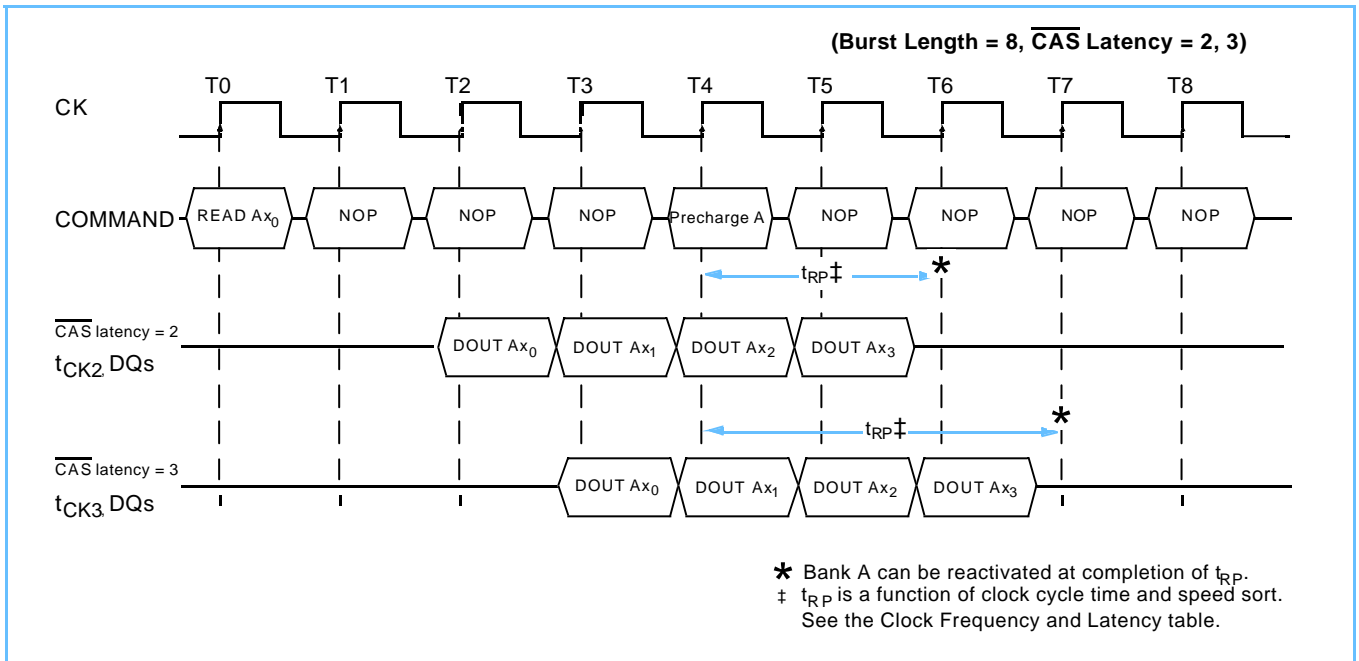 (Burst Length = 8, CAS Latency = 2, 3)
T0 T1 T2 T3 T4 T5 T6 T7 T8
CK
COMMAND READ Ax0 NOP NOP NOP Precharge A NOP NOP NOP NOP
tRP‡ *
CAS latency = 2
tCK2, DQs
DOUT Ax0 DOUT Ax1 DOUT Ax2 DOUT Ax3
tRP‡ *
CAS latency = 3
tCK3, DQs
DOUT Ax0 DOUT Ax1 DOUT Ax2 DOUT Ax3
* Bank A can be reactivated at completion of tRP.
‡ tRP is a function of clock cycle time and speed sort.
See the Clock Frequency and Latency table.